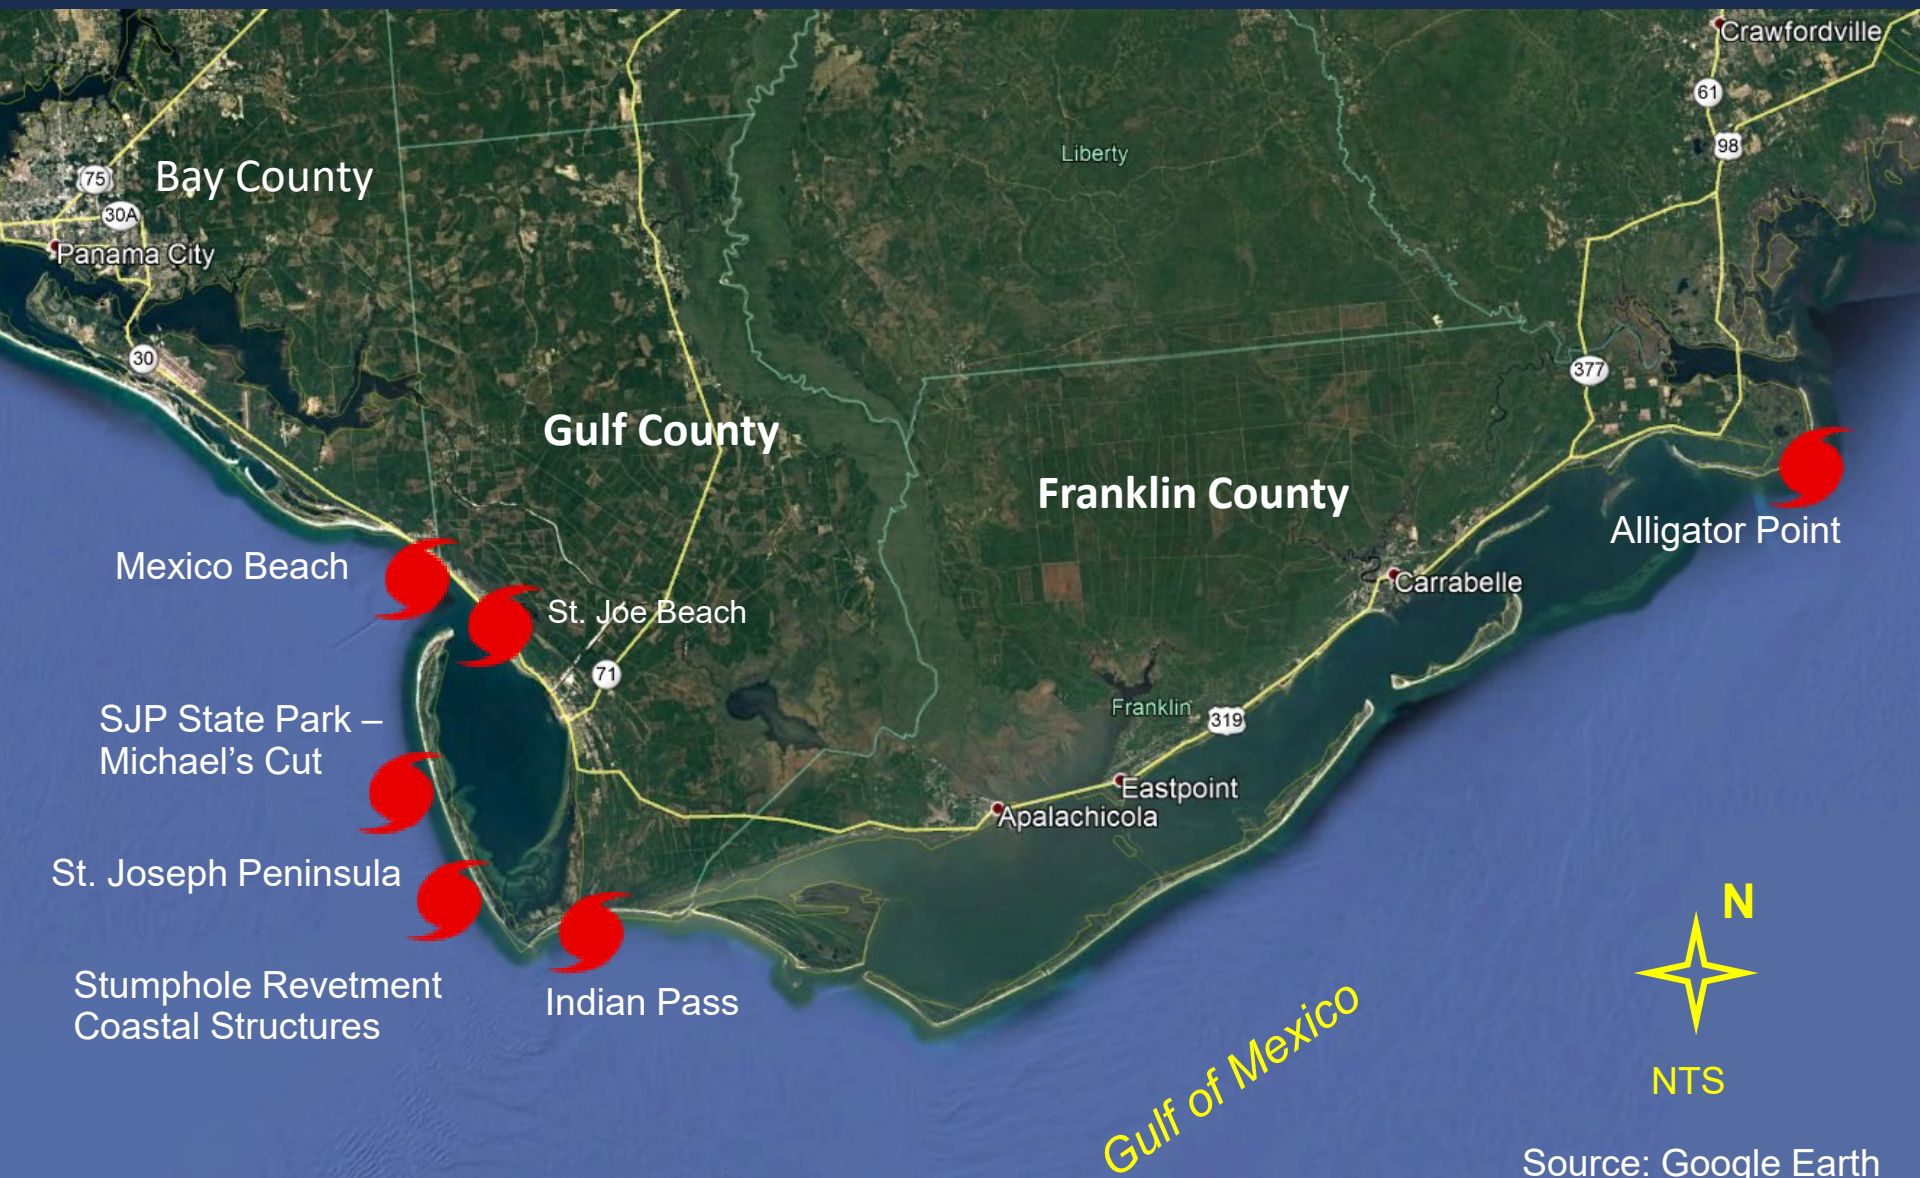 Crawfordville
61
98
Liberty
75
Bay County
30A
Panama City
30
377
Gulf County
Franklin County
Alligator Point
Mexico Beach
St. Joe Beach
Carrabelle
71
SJP State Park –
Michael's Cut
Franklin
319
Eastpoint
Apalachicola
St. Joseph Peninsula
N
Stumphole Revetment
Coastal Structures
Indian Pass
Gulf of Mexico
NTS
Source: Google Earth